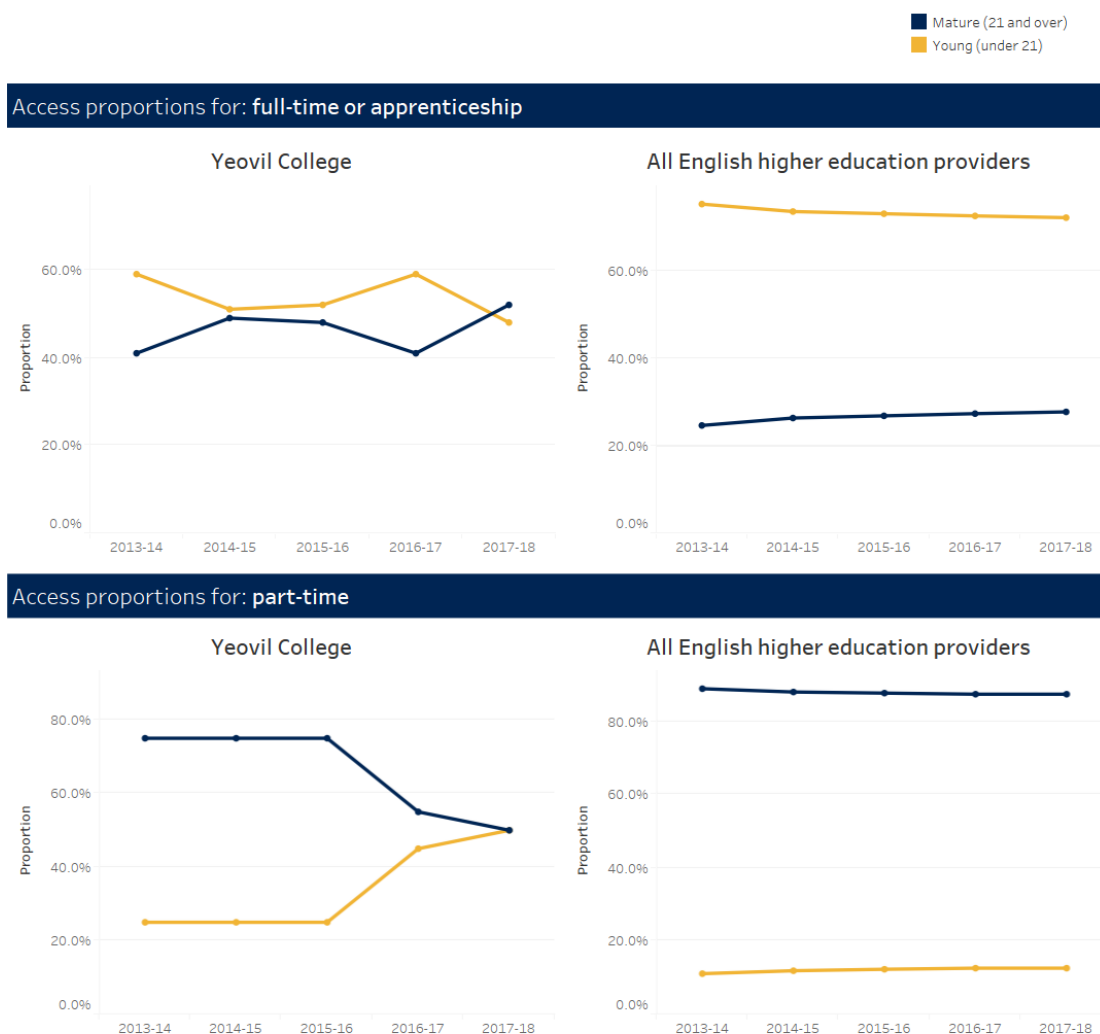 Mature (21 and over)
Young (under 21)
Access proportions for: full-time or apprenticeship
Yeovil College
All English higher education providers
Proportion
60.0%
40.0%
20.0%
0.0%
2013-14 2014-15 2015-16 2016-17 2017-18
Proportion
60.0%
40.0%
20.0%
0.0%
2013-14 2014-15 2015-16 2016-17 2017-18
Access proportions for: part-time
Yeovil College
All English higher education providers
Proportion
80.0%
60.0%
40.0%
20.0%
0.0%
2013-14 2014-15 2015-16 2016-17 2017-18
Proportion
80.0%
60.0%
40.0%
20.0%
0.0%
2013-14 2014-15 2015-16 2016-17 2017-18